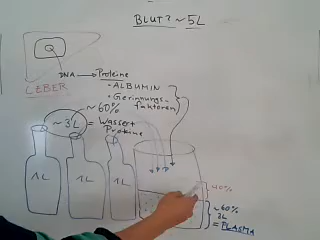 BLUT? ~ 5L
DNA → Proteine
LEBER
- ALBUMIN
- Gerinnungs-
faktoren
~ 60%
~ 3L = Wasser+
Proteine
1L
1L
1L
40%
~ 60%
3L
= PLASMA